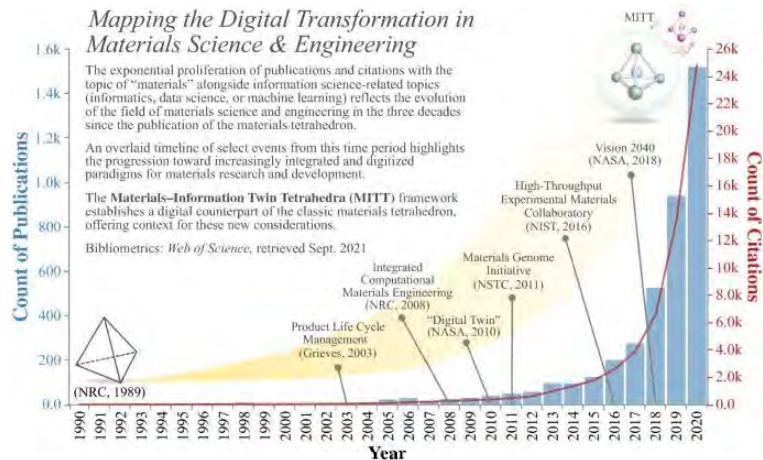 Mapping the Digital Transformation in
Materials Science & Engineering
The exponential proliferation of publications and citations with the
topic of “materials” alongside information science-related topics
(informatics, data science, or machine learning) reflects the evolution
of the field of materials science and engineering in the three decades
since the publication of the materials tetrahedron.
An overlaid timeline of select events from this time period highlights
the progression toward increasingly integrated and digitized
paradigms for materials research and development.
The Materials–Information Twin Tetrahedra (MITT) framework
establishes a digital counterpart of the classic materials tetrahedron,
offering context for these new considerations.
Bibliometrics: Web of Science, retrieved Sept. 2021
MITT
Count of Publications
1.6k
1.4k
1.2k
1.0k
800
600
400
200
0.0
(NRC, 1989)
Product Life Cycle
Management
(Grieves, 2003)
Integrated
Computational
Materials Engineering
(NRC, 2008)
“Digital Twin”
(NASA, 2010)
Materials Genome
Initiative
(NSTC, 2011)
High-Throughput
Experimental Materials
Collaboratory
(NIST, 2016)
Vision 2040
(NASA, 2018)
26k
24k
22k
20k
18k
16k
14k
12k
10k
8.0k
6.0k
4.0k
2.0k
0.0
Count of Citations
1990 1991 1992 1993 1994 1995 1996 1997 1998 1999 2000 2001 2002 2003 2004 2005 2006 2007 2008 2009 2010 2011 2012 2013 2014 2015 2016 2017 2018 2019 2020
Year